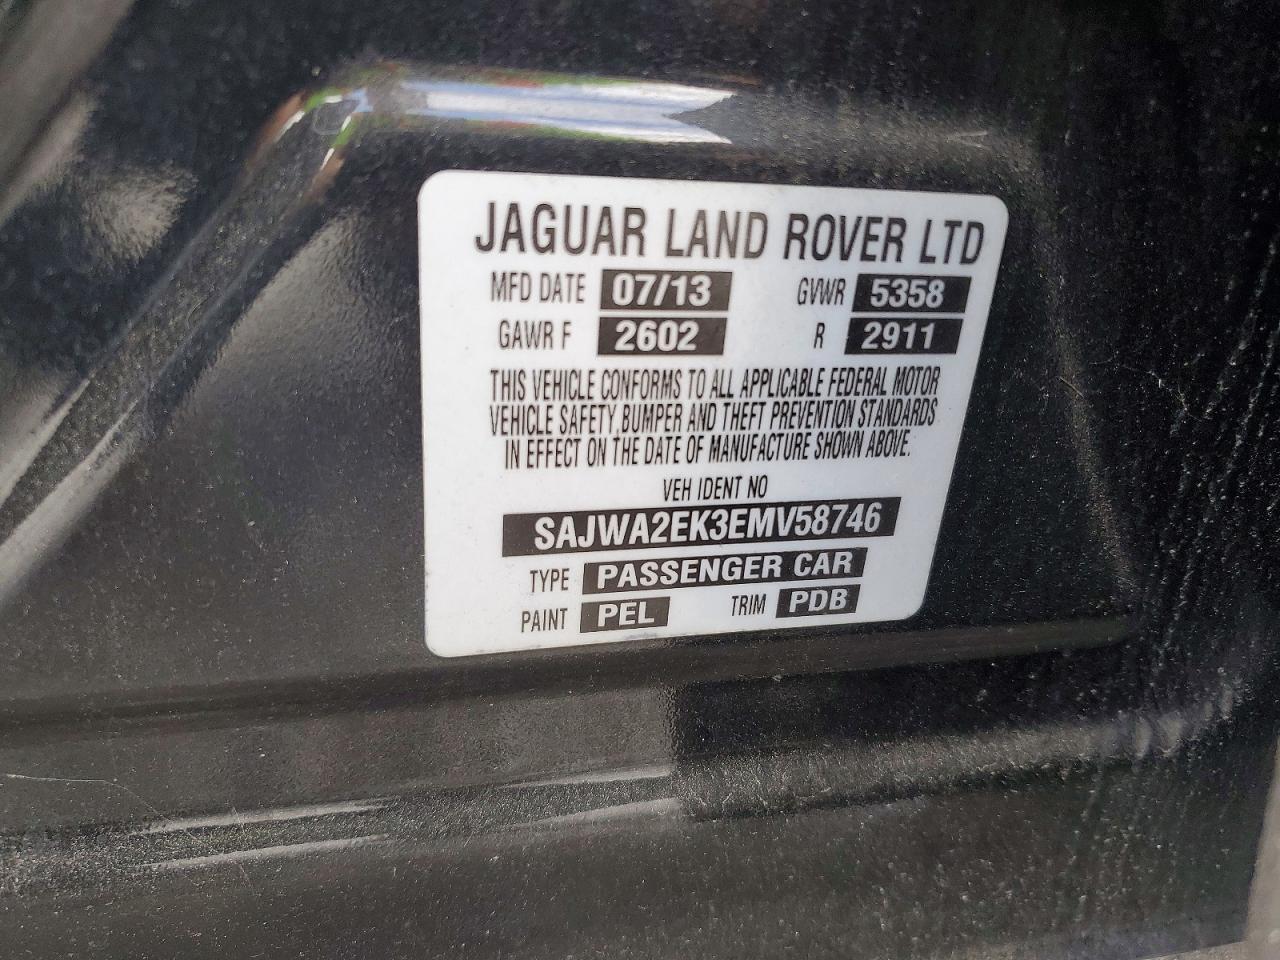 JAGUAR LAND ROVER LTD
MFD DATE 07/13 GVWR 5358
GAWR F 2602 R 2911
THIS VEHICLE CONFORMS TO ALL APPLICABLE FEDERAL MOTOR
VEHICLE SAFETY, BUMPER AND THEFT PREVENTION STANDARDS
IN EFFECT ON THE DATE OF MANUFACTURE SHOWN ABOVE.
VEH IDENT NO
SAJWA2EK3EMV58746
TYPE PASSENGER CAR
PAINT PEL TRIM PDB